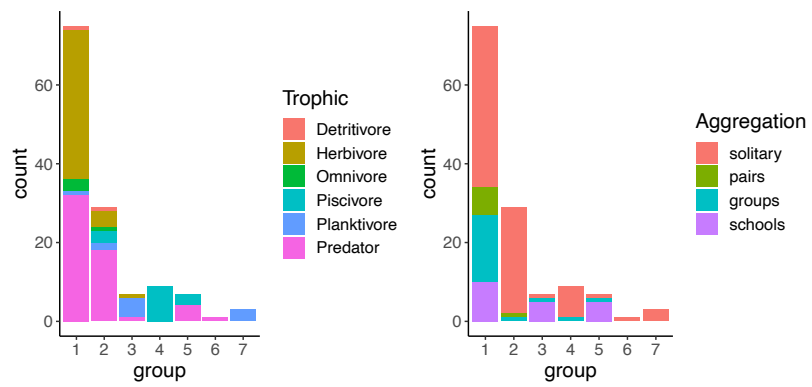 count
60
40
20
0
1 2 3 4 5 6 7
group
Trophic
Detritivore
Herbivore
Omnivore
Piscivore
Planktivore
Predator
count
60
40
20
0
1 2 3 4 5 6 7
group
Aggregation
solitary
pairs
groups
schools